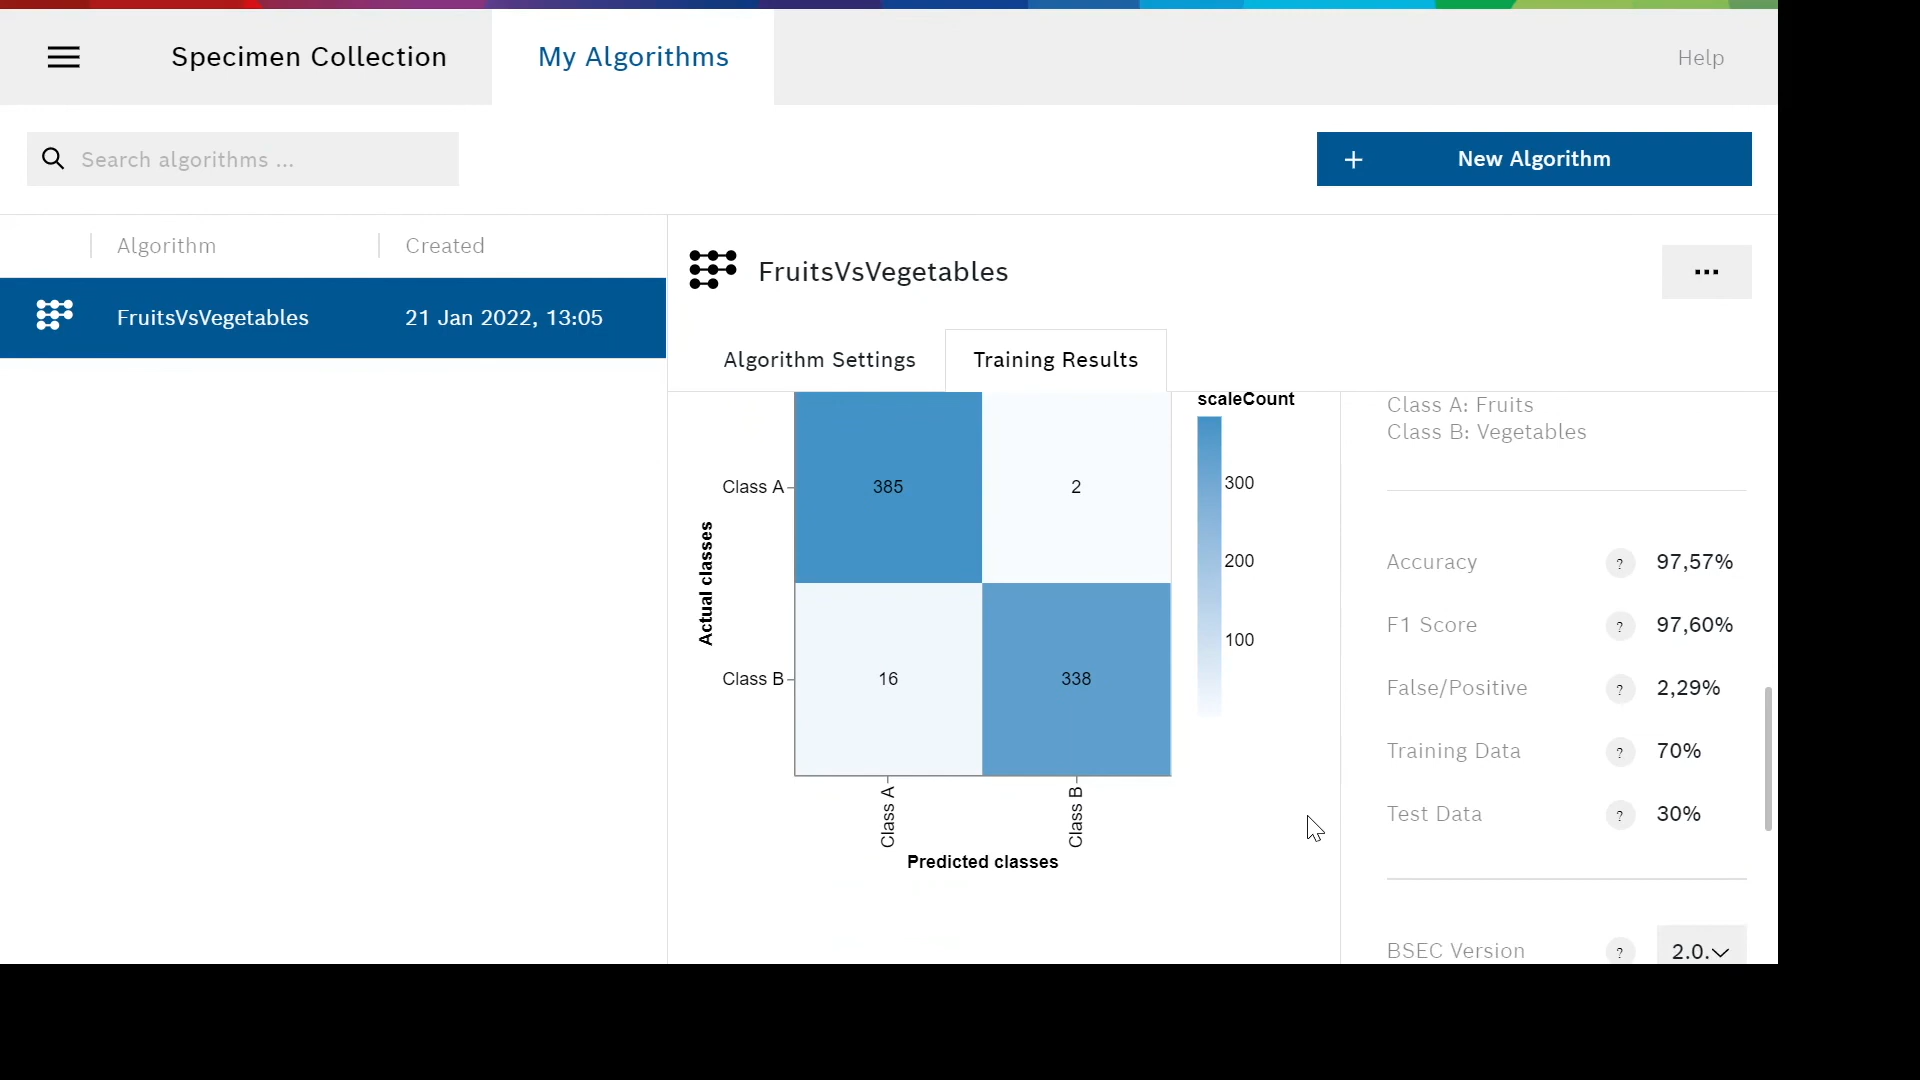 Specimen Collection
My Algorithms
Help
Search algorithms ...
+ New Algorithm
Algorithm
Created
FruitsVsVegetables
21 Jan 2022, 13:05
FruitsVsVegetables
...
Algorithm Settings
Training Results
Actual classes
Class A
385
2
Class B
16
338
Class A
Class B
Predicted classes
scaleCount
300
200
100
Class A: Fruits
Class B: Vegetables
Accuracy ? 97,57%
F1 Score ? 97,60%
False/Positive ? 2,29%
Training Data ? 70%
Test Data ? 30%
BSEC Version ? 2.0.